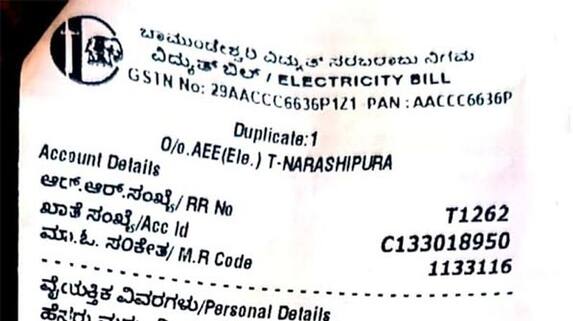 ಚಾಮುಂಡೇಶ್ವರಿ ವಿದ್ಯುತ್ ಸರಬರಾಜು ನಿಗಮ
ವಿದ್ಯುತ್ ಬಿಲ್ / ELECTRICITY BILL
GSTN No: 29AACCC6636P1Z1 PAN : AACCC6636P
Duplicate:1
O/o.AEE(Ele.) T-NARASHIPURA
Account Details
ಆರ್.ಆರ್.ಸಂಖ್ಯೆ/ RR No T1262
ಖಾತೆ ಸಂಖ್ಯೆ/Acc Id C133018950
ಮಾ.ಓ. ಸಂಕೇತ/ M.R Code 1133116
ವೈಯಕ್ತಿಕ ವಿವರಗಳು/Personal Details